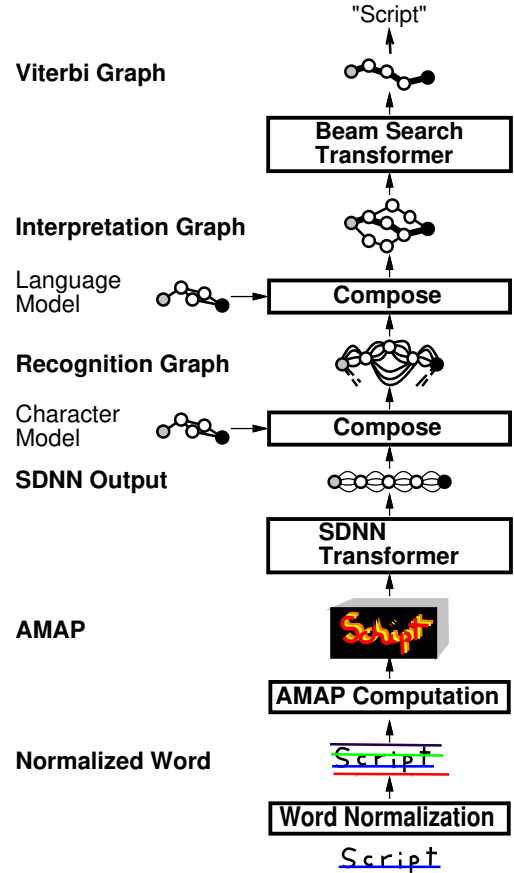 "Script"
Viterbi Graph
Beam Search
Transformer
Interpretation Graph
Language
Model
Compose
Recognition Graph
Character
Model
Compose
SDNN Output
SDNN
Transformer
AMAP
Script
AMAP Computation
Normalized Word
Script
Word Normalization
Script